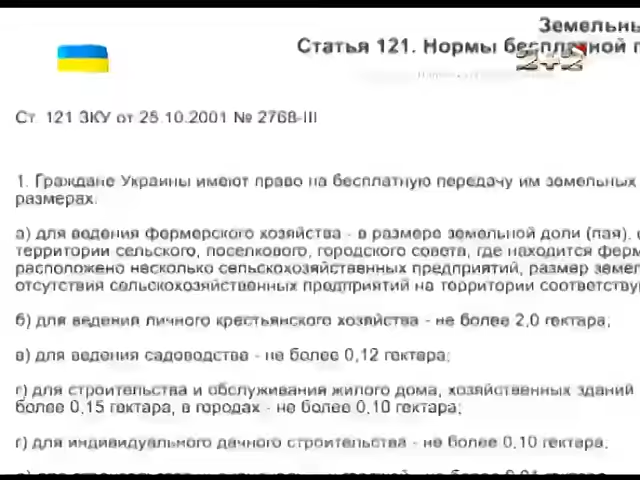 Земельны
Статья 121. Нормы бесплатной п
2+2
Ст. 121 ЗКУ от 25.10.2001 № 2768-III
1. Граждане Украины имеют право на бесплатную передачу им земельных
размерах.
а) для ведения фермерского хозяйства - в размере земельной доли (пая),
территории сельского, поселкового, городского совета, где находится ферм
расположено несколько сельскохозяйственных предприятий, размер земел
отсутствия сельскохозяйственных предприятий на территории соответству
б) для ведения личного крестьянского хозяйства - не более 2,0 гектара;
в) для ведения садоводства - не более 0,12 гектара;
г) для строительства и обслуживания жилого дома, хозяйственных зданий
более 0,15 гектара, в городах - не более 0,10 гектара;
г) для индивидуального дачного строительства - не более 0,10 гектара;